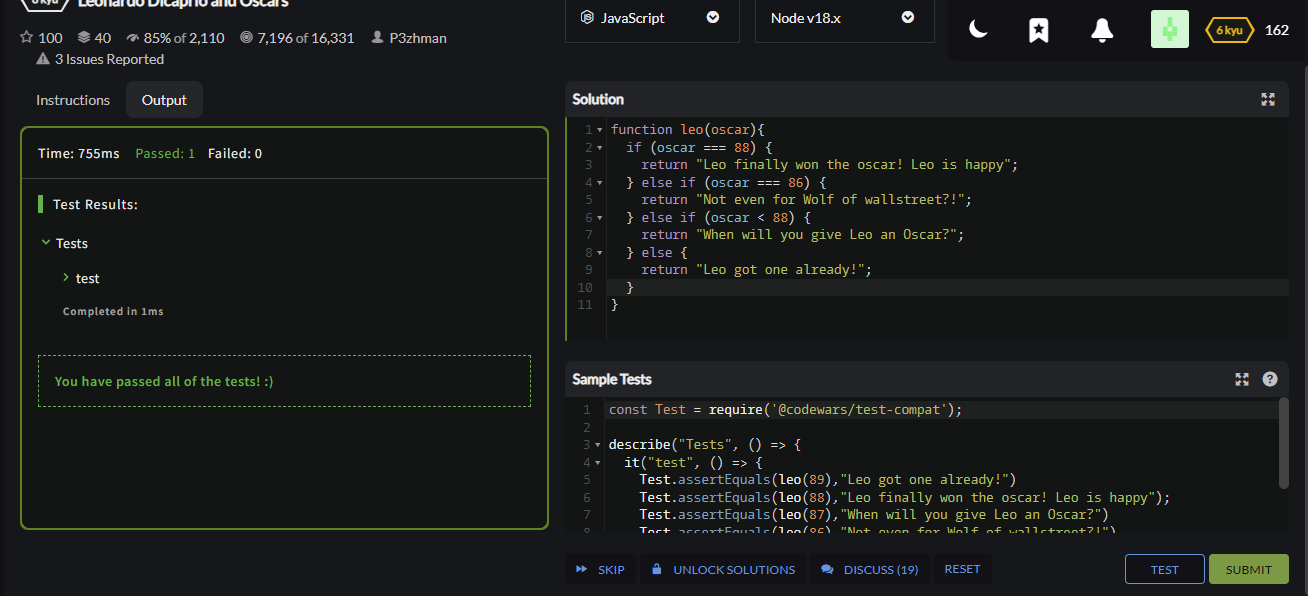 6 kyu Leonardo Dicaprio and Oscars
100 40 85% of 2,110 7,196 of 16,331 P3zhman
3 Issues Reported
JavaScript
Node v18.x
6 kyu 162
Instructions Output
Time: 755ms Passed: 1 Failed: 0
Test Results:
Tests
test
Completed in 1ms
You have passed all of the tests! :)
Solution
1 function leo(oscar){
2 if (oscar === 88) {
3 return "Leo finally won the oscar! Leo is happy";
4 } else if (oscar === 86) {
5 return "Not even for Wolf of wallstreet?!";
6 } else if (oscar < 88) {
7 return "When will you give Leo an Oscar?";
8 } else {
9 return "Leo got one already!";
10 }
11 }
Sample Tests
1 const Test = require('@codewars/test-compat');
2
3 describe("Tests", () => {
4 it("test", () => {
5 Test.assertEquals(leo(89),"Leo got one already!")
6 Test.assertEquals(leo(88),"Leo finally won the oscar! Leo is happy");
7 Test.assertEquals(leo(87),"When will you give Leo an Oscar?")
8 Test.assertEquals(leo(86),"Not even for Wolf of wallstreet?!")
SKIP UNLOCK SOLUTIONS DISCUSS (19) RESET TEST SUBMIT